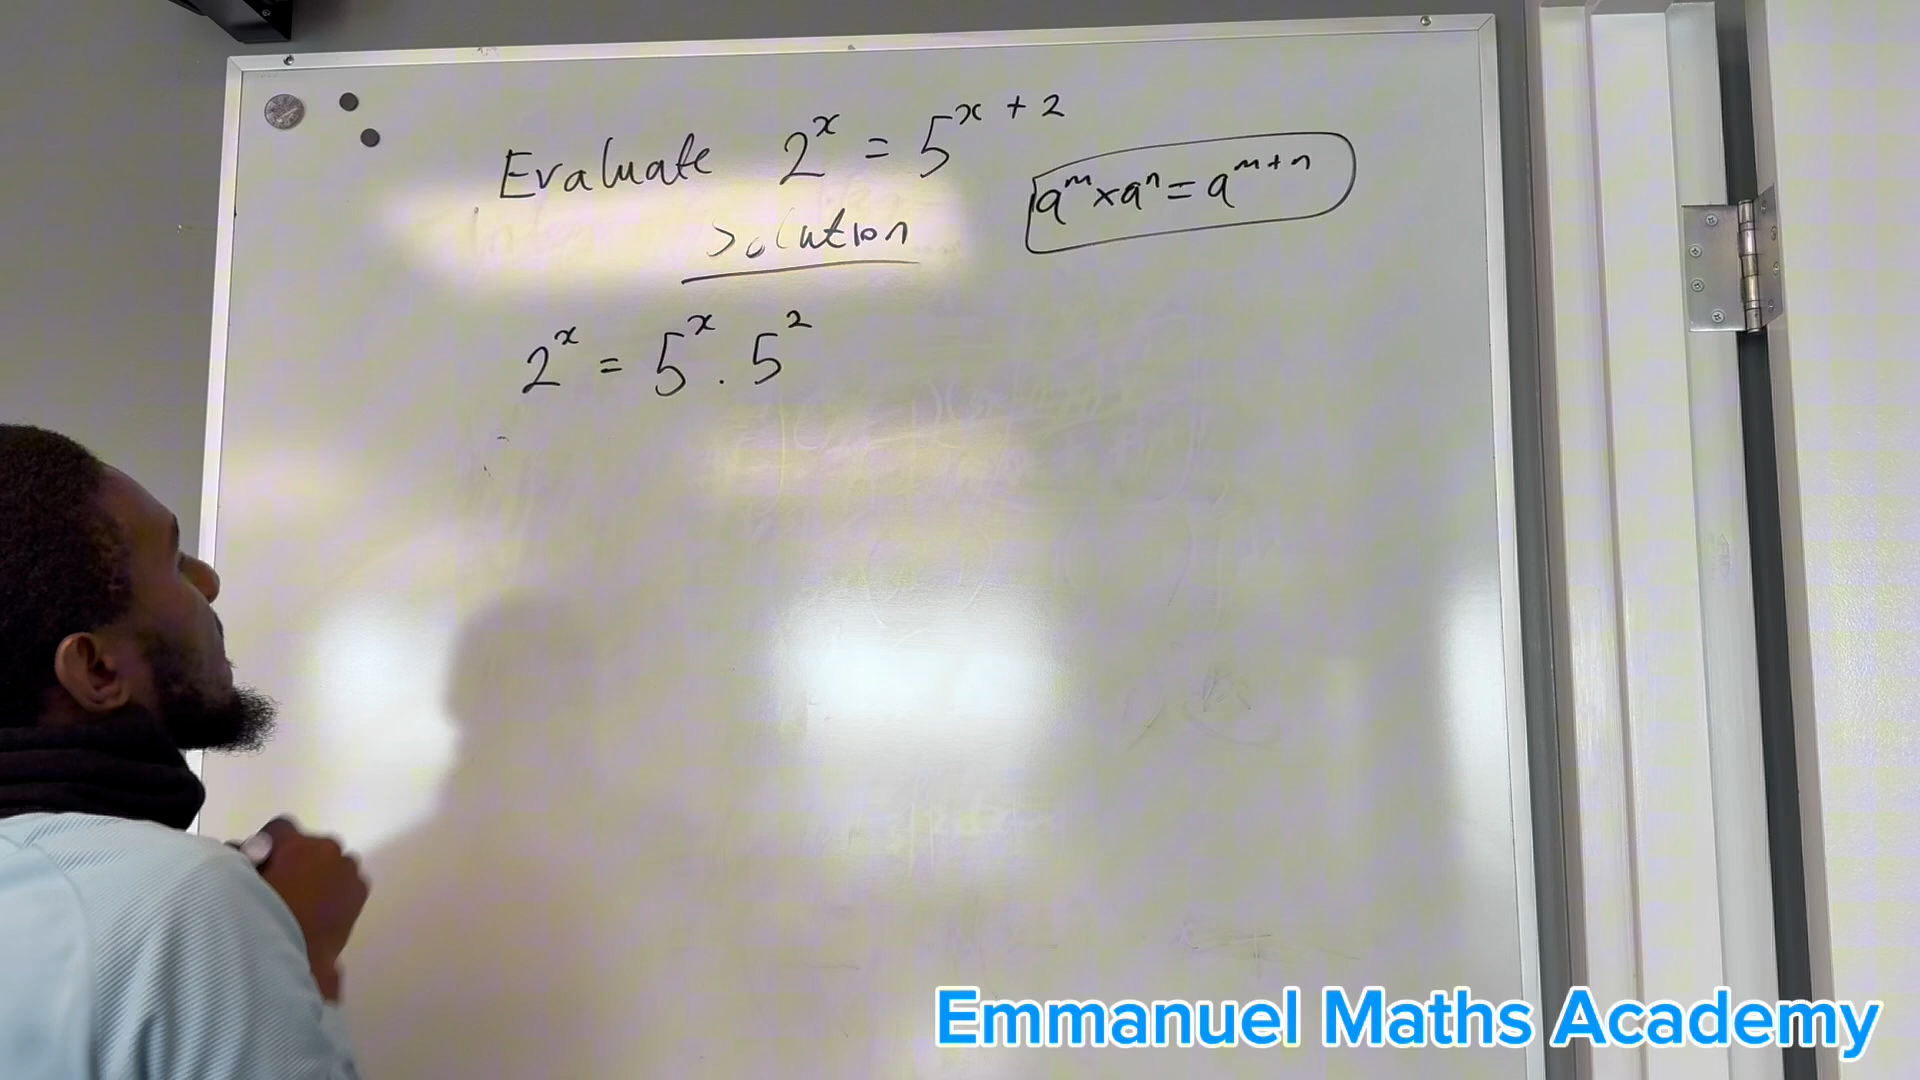 Evaluate 2^x = 5^x + 2
a^m × a^n = a^m + n
Solution
2^x = 5^x . 5^2
Emmanuel Maths Academy